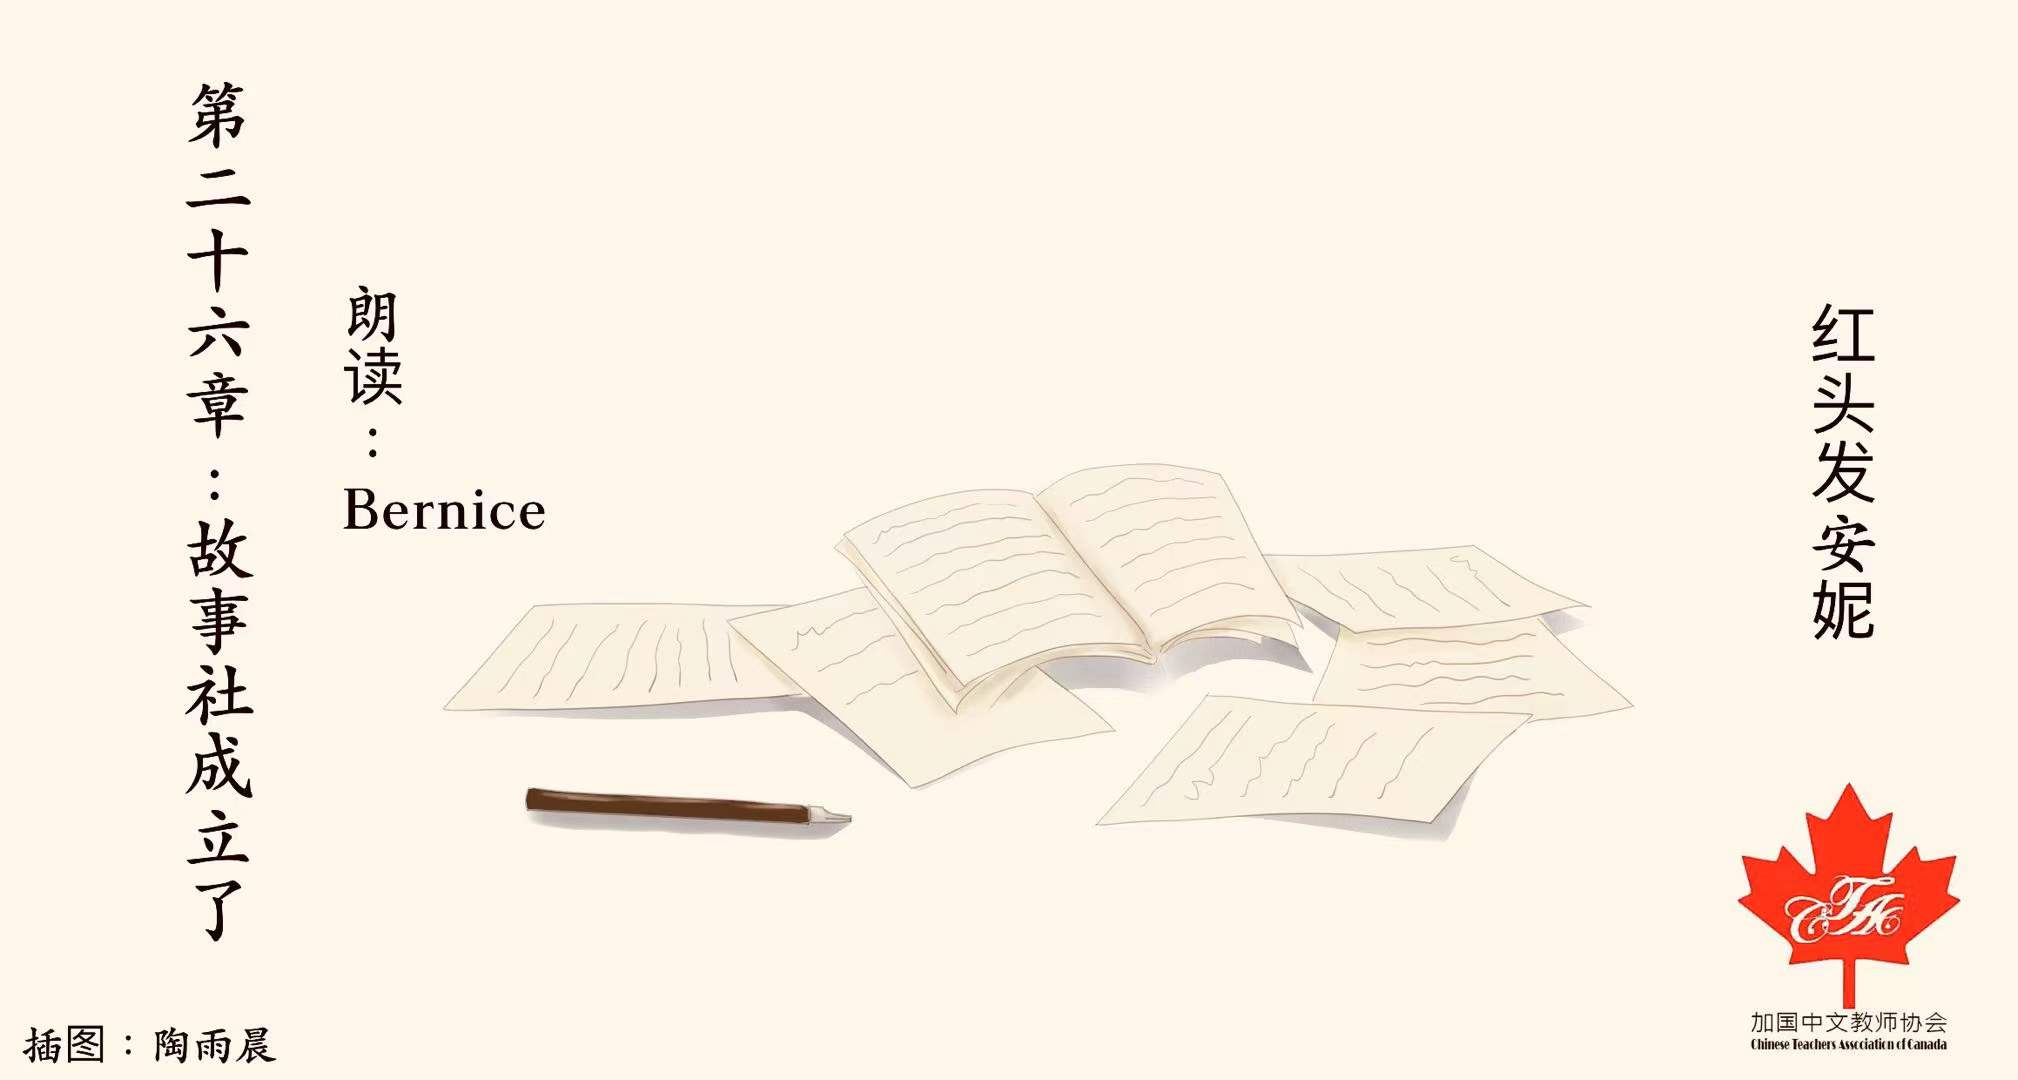 第二十六章：故事社成立了
朗读：
Bernice
红头发安妮
CTAC
加国中文教师协会
Chinese Teachers Association of Canada
插图：陶雨晨